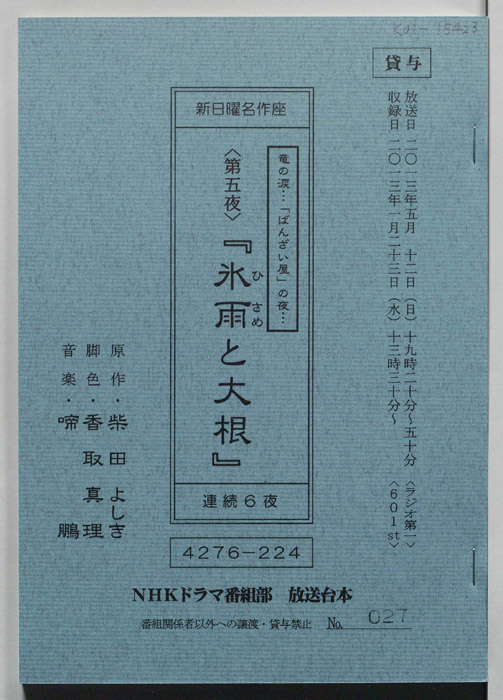 K01-15423
貸与
放送日 二〇一三年五月 十二日（日）十九時二十分～五十分 〈ラジオ第一〉
収録日 二〇一三年一月二十三日（水）十三時三十分～ 〈601st〉
新日曜名作座
竜の涙…「ばんざい屋」の夜…
〈第五夜〉『氷雨と大根』
ひさめ
連続6夜
4276-224
原作・柴田よしき
脚色・香取真理
音楽・啼鵬
NHKドラマ番組部 放送台本
番組関係者以外への譲渡・貸与禁止 No. 027